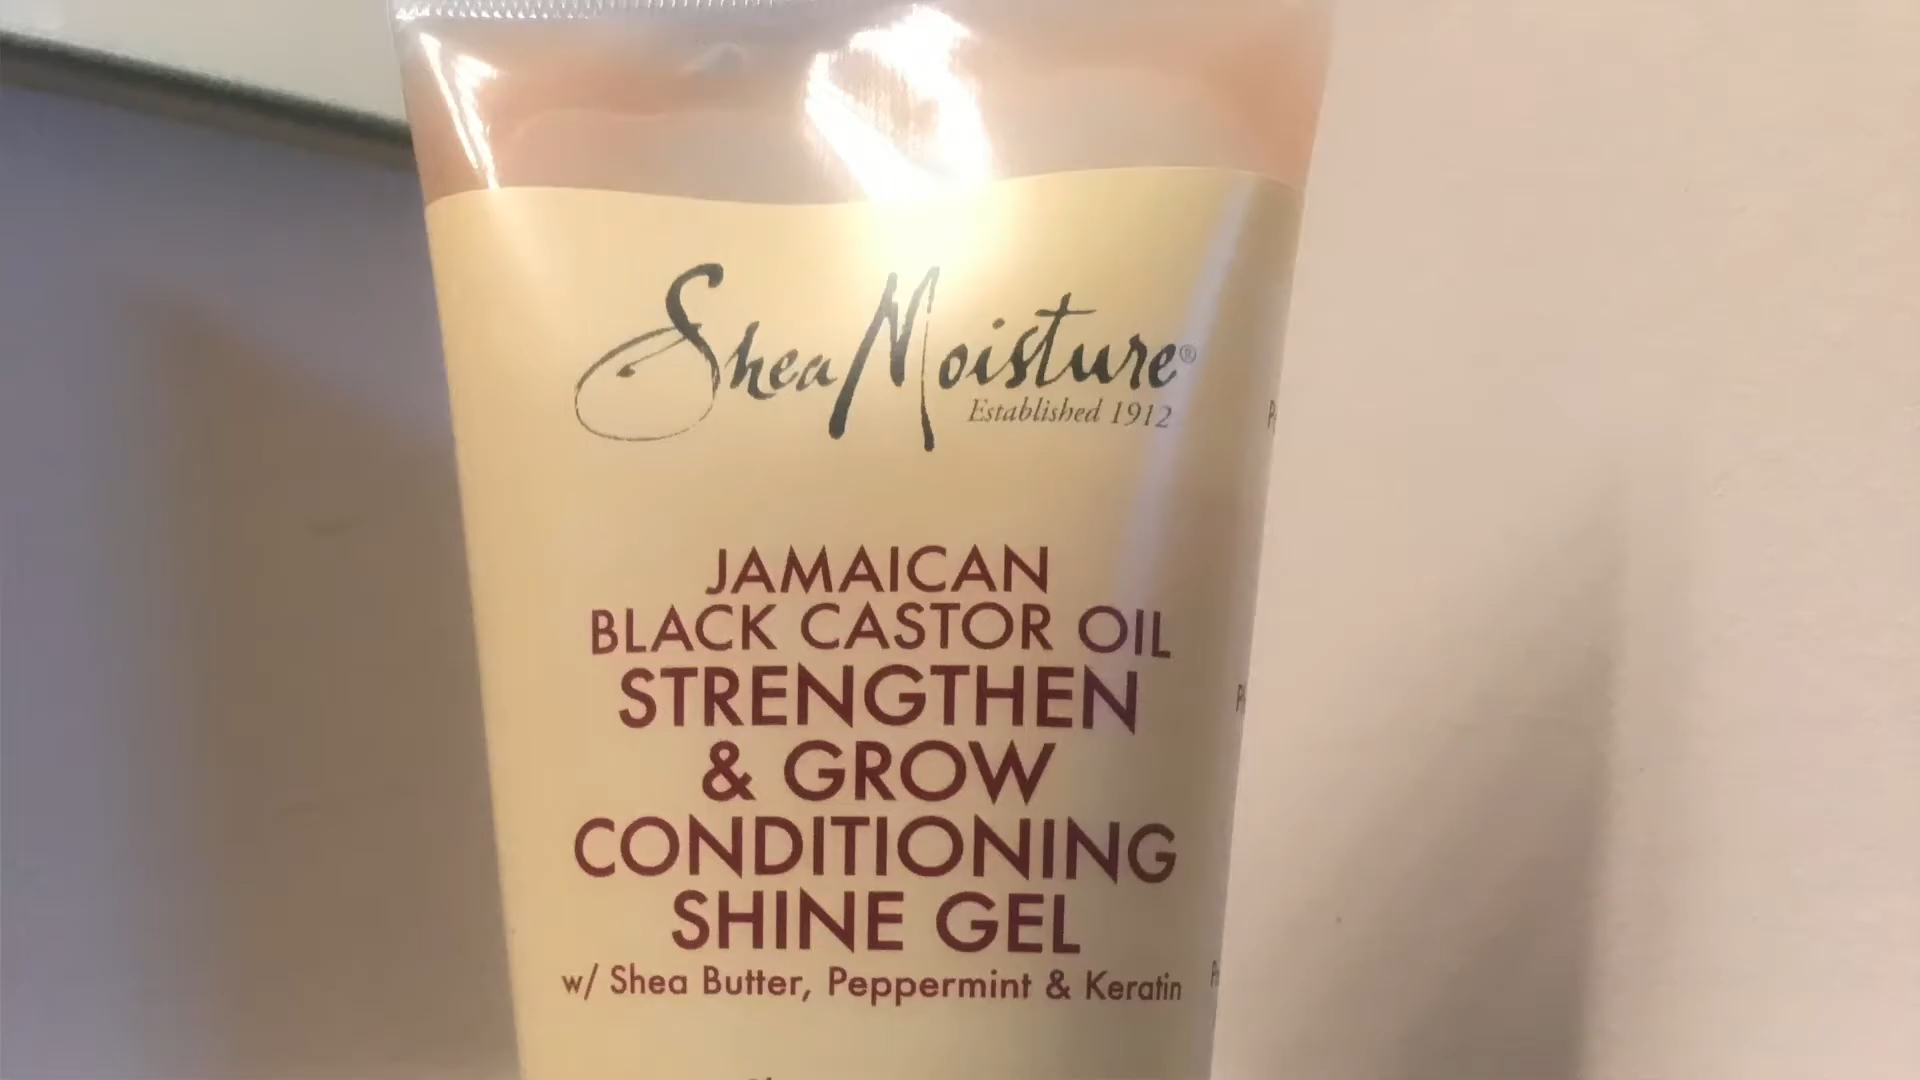 SheaMoisture®
Established 1912
JAMAICAN
BLACK CASTOR OIL
STRENGTHEN
& GROW
CONDITIONING
SHINE GEL
w/ Shea Butter, Peppermint & Keratin